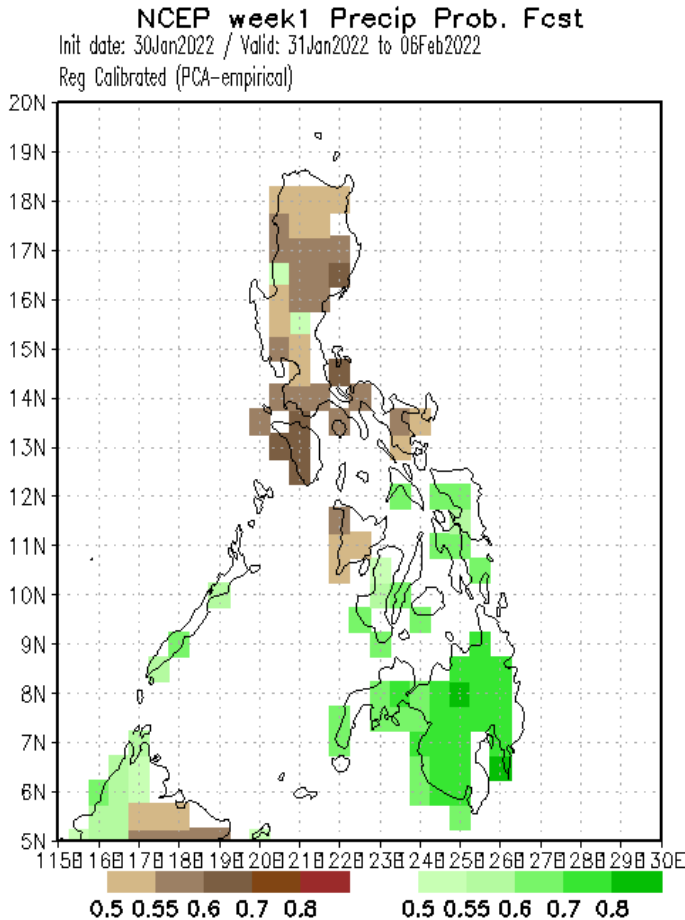 NCEP week1 Precip Prob. Fcst
Init date: 30Jan2022 / Valid: 31Jan2022 to 06Feb2022
Reg Calibrated (PCA-empirical)
20N
19N
18N
17N
16N
15N
14N
13N
12N
11N
10N
9N
8N
7N
6N
5N
115E 116E 117E 118E 119E 120E 121E 122E 123E 124E 125E 126E 127E 128E 129E 130E
0.5 0.55 0.6 0.7 0.8 0.5 0.55 0.6 0.7 0.8